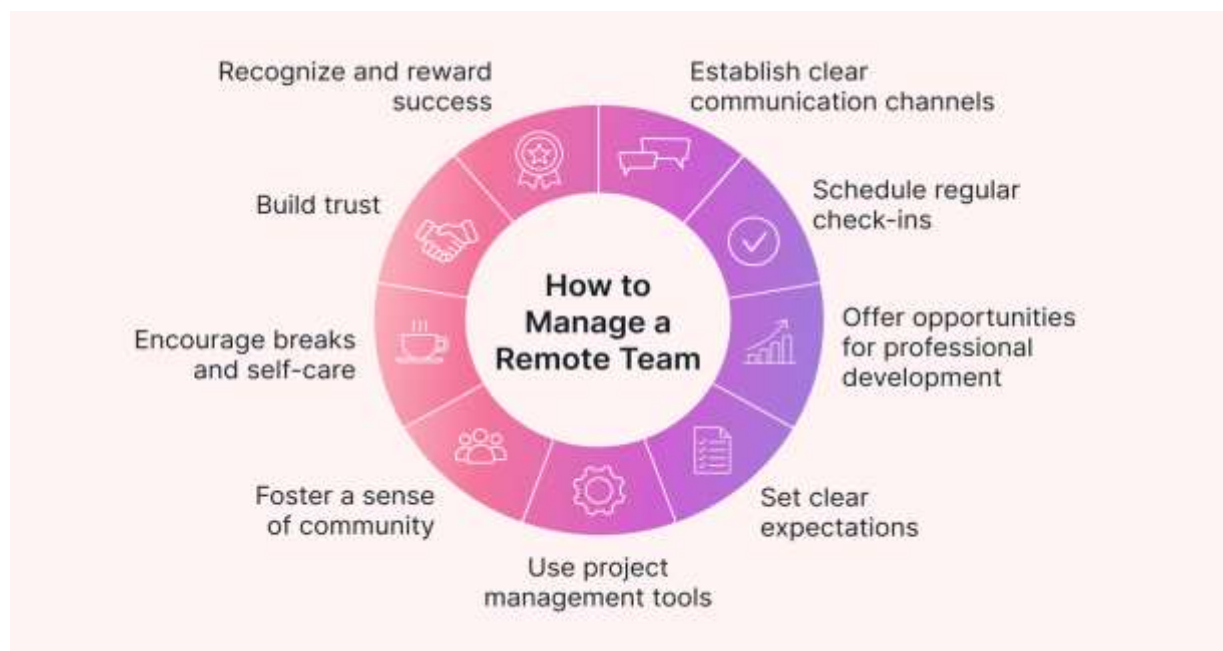 How to
Manage a
Remote Team
Establish clear
communication channels
Schedule regular
check-ins
Offer opportunities
for professional
development
Set clear
expectations
Use project
management tools
Foster a sense
of community
Encourage breaks
and self-care
Build trust
Recognize and reward
success